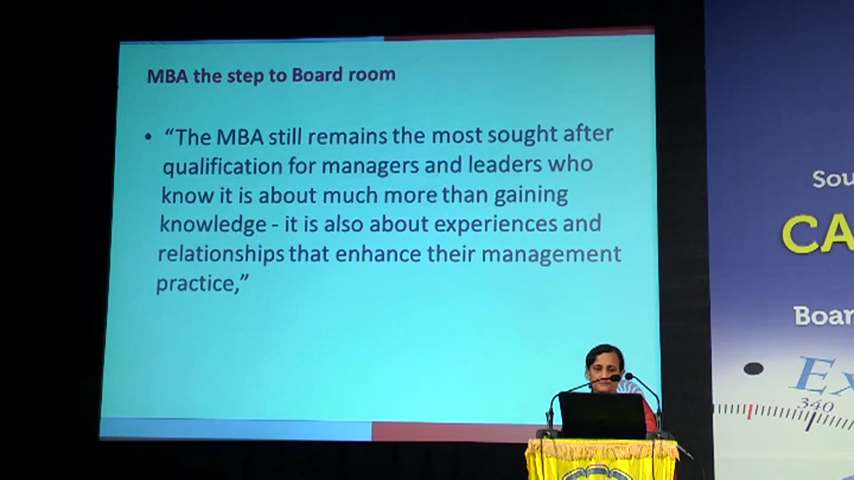 MBA the step to Board room
• “The MBA still remains the most sought after
qualification for managers and leaders who
know it is about much more than gaining
knowledge - it is also about experiences and
relationships that enhance their management
practice,”
Sou
CA
Boar
Ex
340